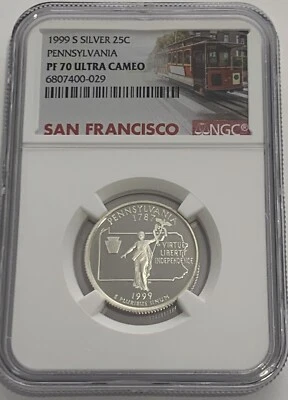 1999 S SILVER 25C
PENNSYLVANIA
PF 70 ULTRA CAMEO
6807400-029
SAN FRANCISCO NGC®
PENNSYLVANIA
1787
VIRTUE
LIBERTY
INDEPENDENCE
1999
E PLURIBUS UNUM